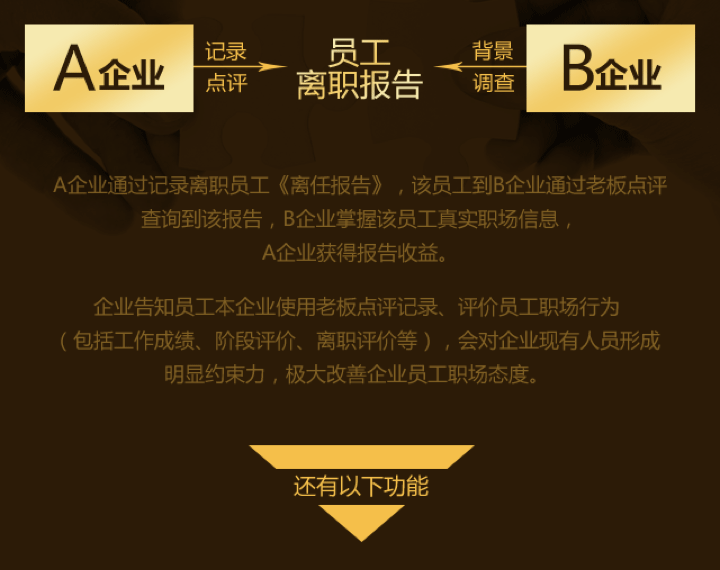 A企业
记录
点评
员工
离职报告
背景
调查
B企业
A企业通过记录离职员工《离任报告》，该员工到B企业通过老板点评
查询到该报告，B企业掌握该员工真实职场信息，
A企业获得报告收益。
企业告知员工本企业使用老板点评记录、评价员工职场行为
（包括工作成绩、阶段评价、离职评价等），会对企业现有人员形成
明显约束力，极大改善企业员工职场态度。
还有以下功能